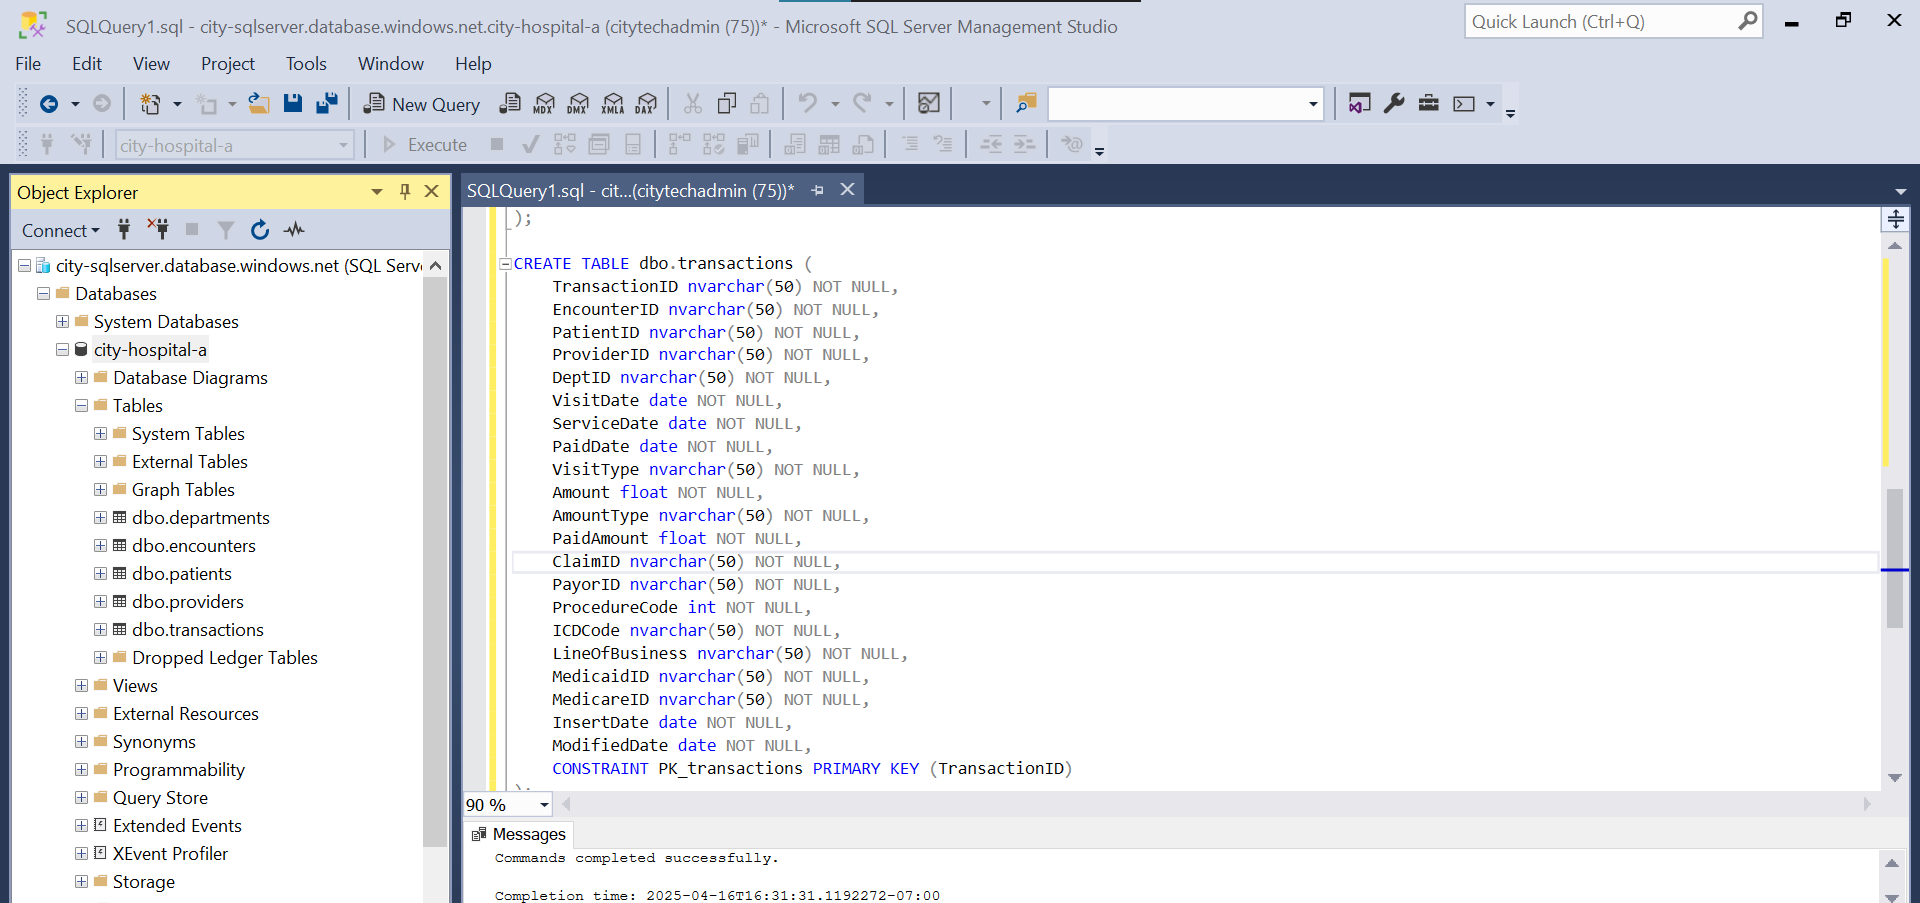 SQLQuery1.sql - city-sqlserver.database.windows.net.city-hospital-a (citytechadmin (75))* - Microsoft SQL Server Management Studio
Quick Launch (Ctrl+Q)
File Edit View Project Tools Window Help
New Query MDX DMX XMLA DAX
city-hospital-a Execute
Object Explorer
Connect
city-sqlserver.database.windows.net (SQL Serv
Databases
System Databases
city-hospital-a
Database Diagrams
Tables
System Tables
External Tables
Graph Tables
dbo.departments
dbo.encounters
dbo.patients
dbo.providers
dbo.transactions
Dropped Ledger Tables
Views
External Resources
Synonyms
Programmability
Query Store
Extended Events
XEvent Profiler
Storage
SQLQuery1.sql - cit...(citytechadmin (75))*
);
CREATE TABLE dbo.transactions (
TransactionID nvarchar(50) NOT NULL,
EncounterID nvarchar(50) NOT NULL,
PatientID nvarchar(50) NOT NULL,
ProviderID nvarchar(50) NOT NULL,
DeptID nvarchar(50) NOT NULL,
VisitDate date NOT NULL,
ServiceDate date NOT NULL,
PaidDate date NOT NULL,
VisitType nvarchar(50) NOT NULL,
Amount float NOT NULL,
AmountType nvarchar(50) NOT NULL,
PaidAmount float NOT NULL,
ClaimID nvarchar(50) NOT NULL,
PayorID nvarchar(50) NOT NULL,
ProcedureCode int NOT NULL,
ICDCode nvarchar(50) NOT NULL,
LineOfBusiness nvarchar(50) NOT NULL,
MedicaidID nvarchar(50) NOT NULL,
MedicareID nvarchar(50) NOT NULL,
InsertDate date NOT NULL,
ModifiedDate date NOT NULL,
CONSTRAINT PK_transactions PRIMARY KEY (TransactionID)
);
90 %
Messages
Commands completed successfully.
Completion time: 2025-04-16T16:31:31.1192272-07:00